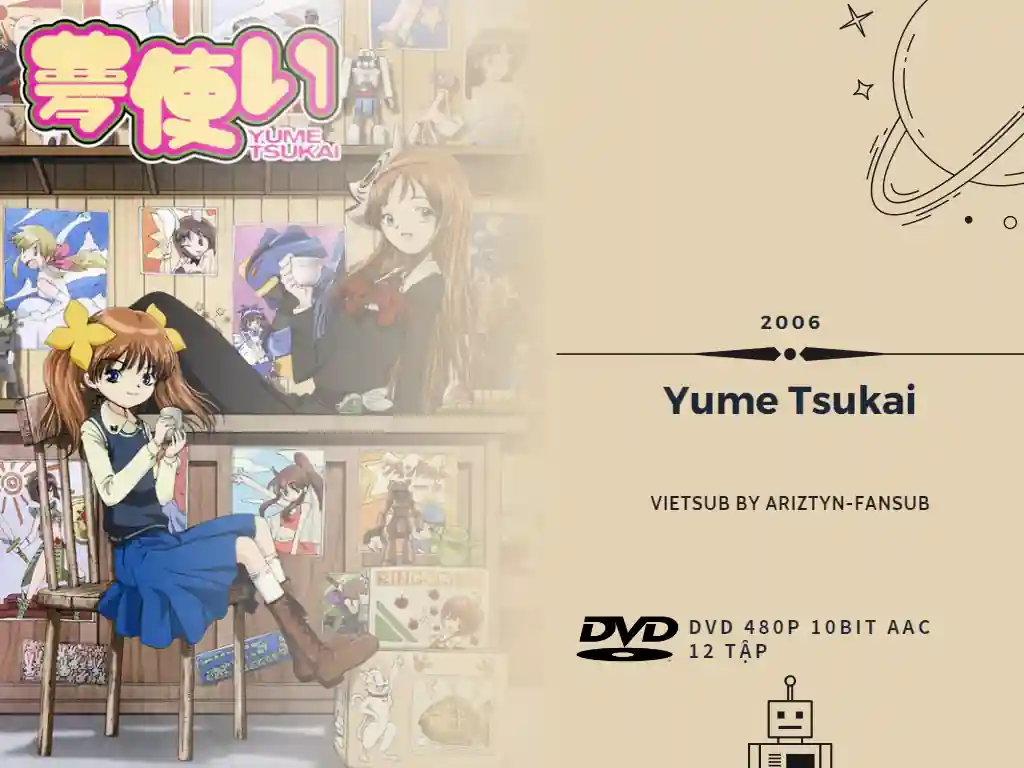 夢使い
YUME
TSUKAI
2006
Yume Tsukai
VIETSUB BY ARIZTYN-FANSUB
DVD
DVD 480P 10BIT AAC
12 TẬP